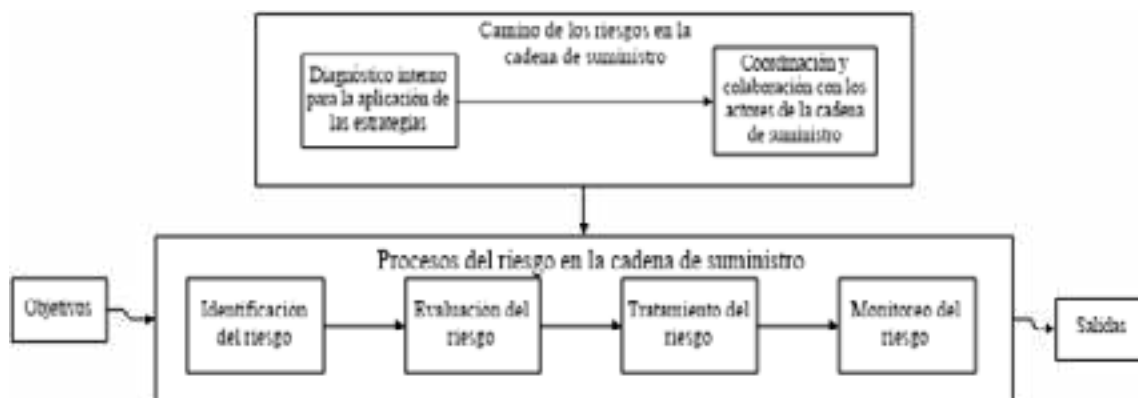 Camino de los riesgos en la
cadena de suministro
Diagnóstico interno
para la aplicación de
las estrategias
Coordinación y
colaboración con los
actores de la cadena
de suministro
Procesos del riesgo en la cadena de suministro
Objetivos
Identificación
del riesgo
Evaluación del
riesgo
Tratamiento del
riesgo
Monitoreo del
riesgo
Salidas